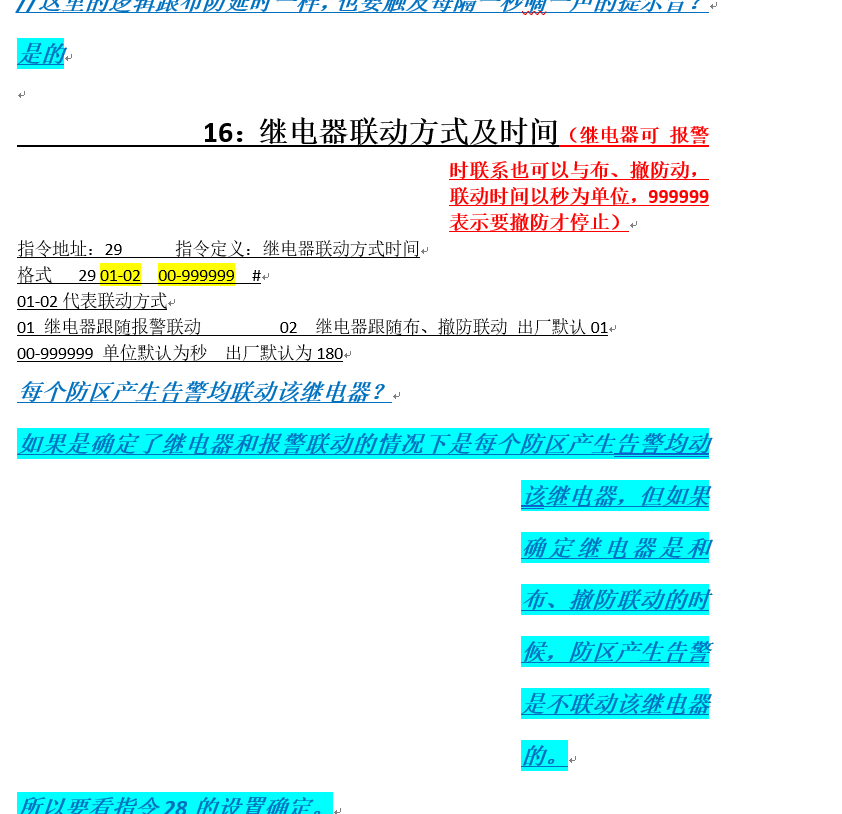 //这里的逻辑跟布防延时一样，也要触发每隔一秒嘀一声的提示音？
是的
16：继电器联动方式及时间（继电器可 报警
时联系也可以与布、撤防动，
联动时间以秒为单位，999999
表示要撤防才停止）
指令地址：29 指令定义：继电器联动方式时间
格式 29 01-02 00-999999 #
01-02 代表联动方式
01 继电器跟随报警联动 02 继电器跟随布、撤防联动 出厂默认 01
00-999999 单位默认为秒 出厂默认为 180
每个防区产生告警均联动该继电器？
如果是确定了继电器和报警联动的情况下是每个防区产生告警均动
该继电器，但如果
确定继电器是和
布、撤防联动的时
候，防区产生告警
是不联动该继电器
的。
所以要看指令 28 的设置确定。